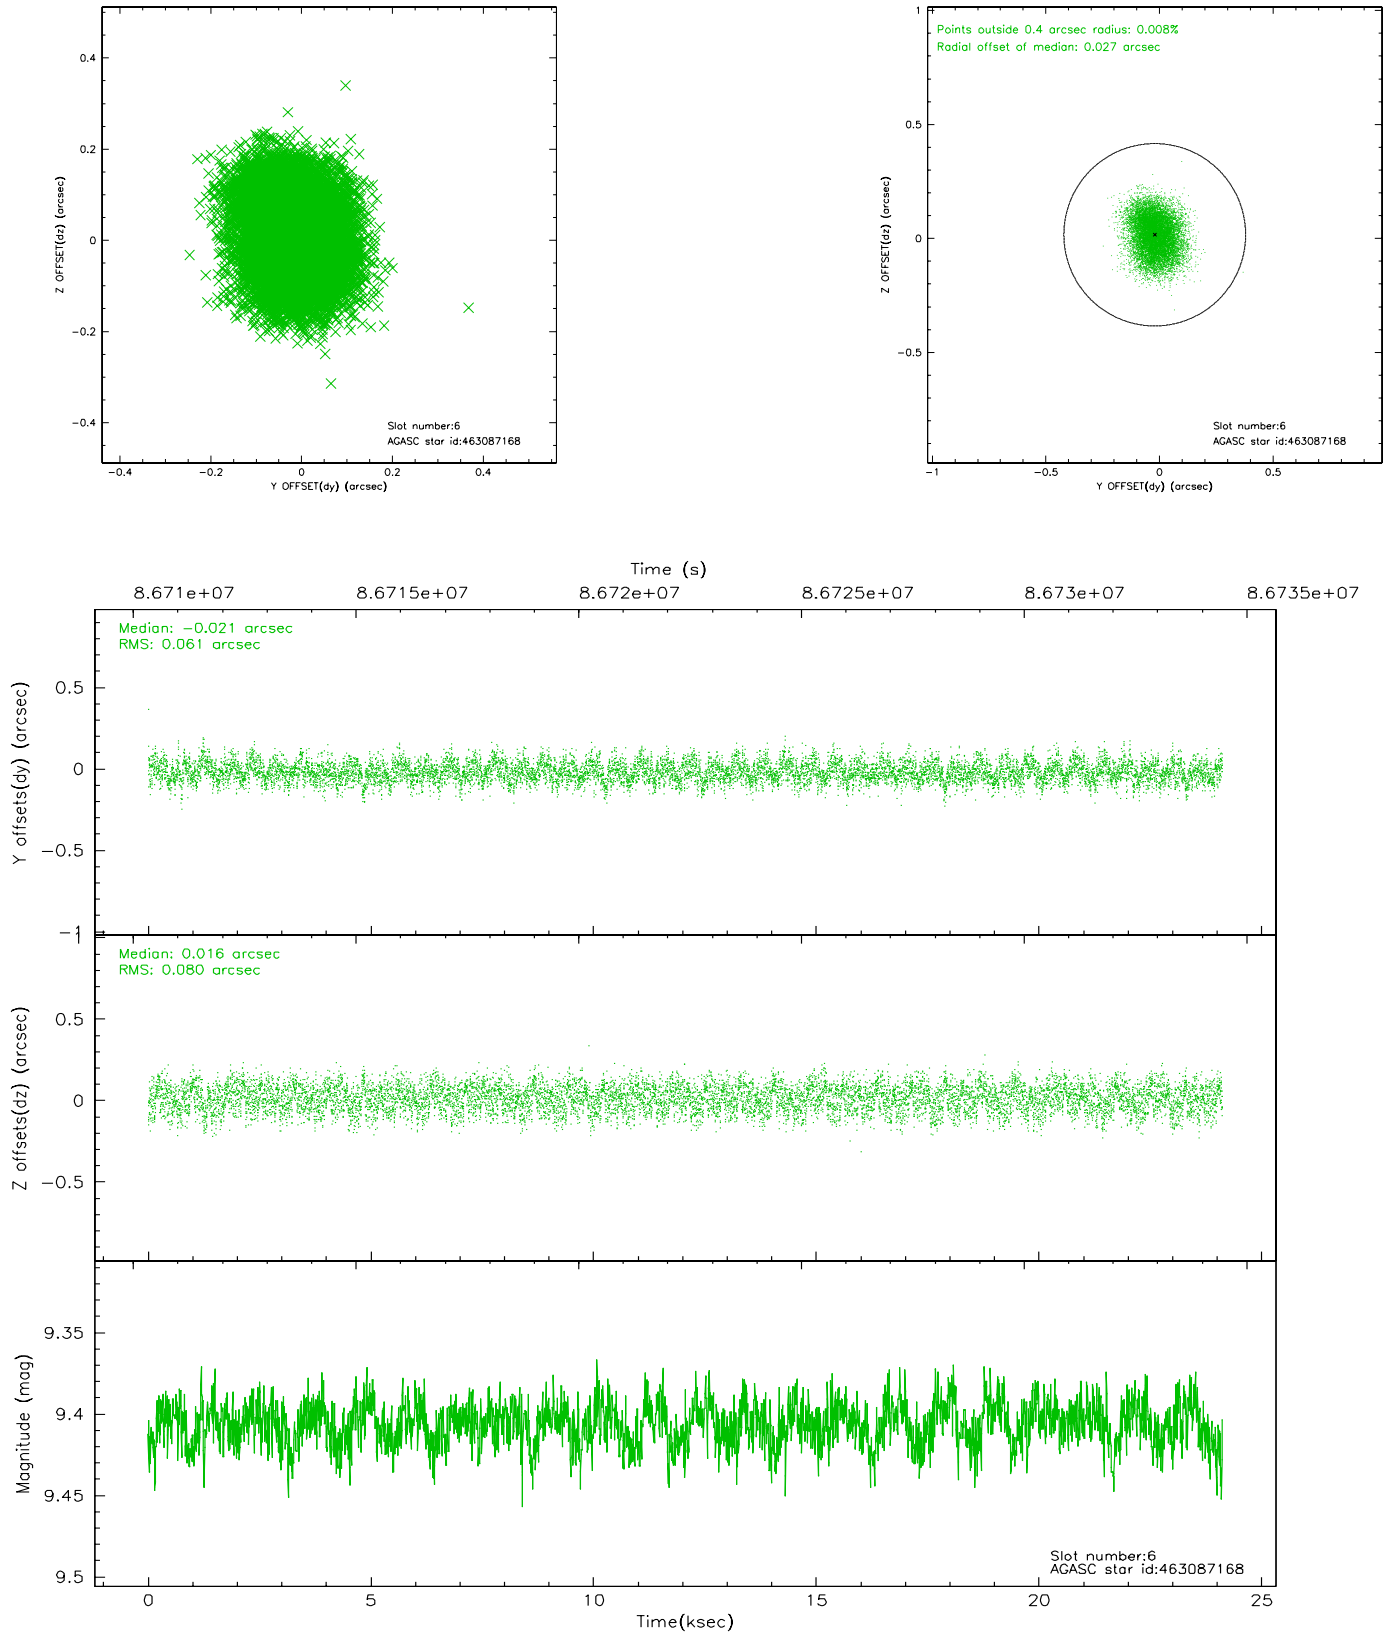 0.4
0.2
0
-0.2
-0.4
Z OFFSET(dz) (arcsec)
-0.4 -0.2 0 0.2 0.4
Y OFFSET(dy) (arcsec)
Slot number:6
AGASC star id:463087168
Points outside 0.4 arcsec radius: 0.008%
Radial offset of median: 0.027 arcsec
1
0.5
0
-0.5
Z OFFSET(dz) (arcsec)
-1 -0.5 0 0.5
Y OFFSET(dy) (arcsec)
Slot number:6
AGASC star id:463087168
Time (s)
8.671e+07 8.6715e+07 8.672e+07 8.6725e+07 8.673e+07 8.6735e+07
Median: -0.021 arcsec
RMS: 0.061 arcsec
0.5
0
-0.5
-1
Y offsets(dy) (arcsec)
Median: 0.016 arcsec
RMS: 0.080 arcsec
1
0.5
0
-0.5
Z offsets(dz) (arcsec)
9.35
9.4
9.45
9.5
Magnitude (mag)
Slot number:6
AGASC star id:463087168
0 5 10 15 20 25
Time(ksec)